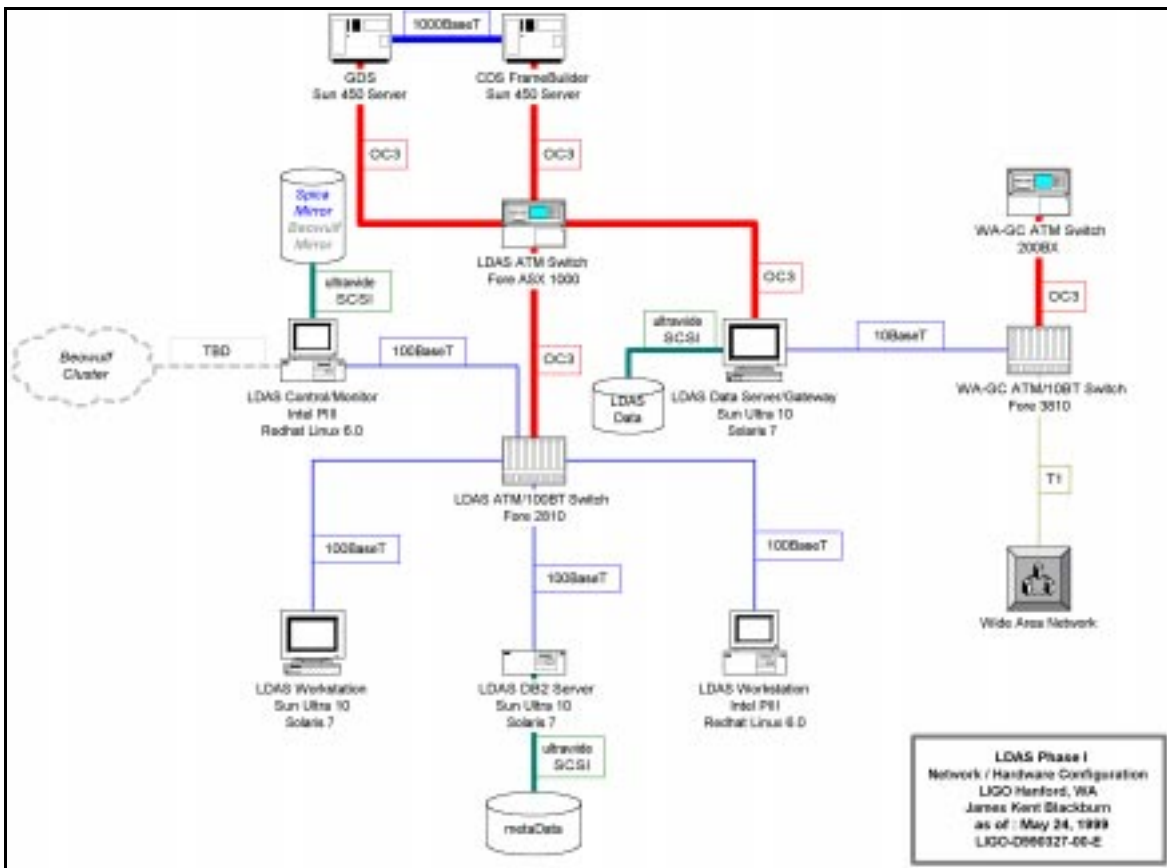 1000BaseT
GDS
Sun 450 Server
CDS FrameBuilder
Sun 450 Server
OC3
OC3
Spica
Mirror
Beowulf
Mirror
LDAS ATM Switch
Fore ASX 1000
WA-GC ATM Switch
200BX
ultrawide
SCSI
OC3
OC3
Beowulf
Cluster
TBD
100BaseT
OC3
ultrawide
SCSI
10BaseT
LDAS Control/Monitor
Intel PIII
Redhat Linux 6.0
LDAS
Data
LDAS Data Server/Gateway
Sun Ultra 10
Solaris 7
WA-GC ATM/10BT Switch
Fore 3810
LDAS ATM/100BT Switch
Fore 2810
T1
100BaseT
100BaseT
100BaseT
Wide Area Network
LDAS Workstation
Sun Ultra 10
Solaris 7
LDAS DB2 Server
Sun Ultra 10
Solaris 7
LDAS Workstation
Intel PIII
Redhat Linux 6.0
ultrawide
SCSI
metaData
LDAS Phase I
Network / Hardware Configuration
LIGO Hanford, WA
James Kent Blackburn
as of : May 24, 1999
LIGO-D990327-00-E